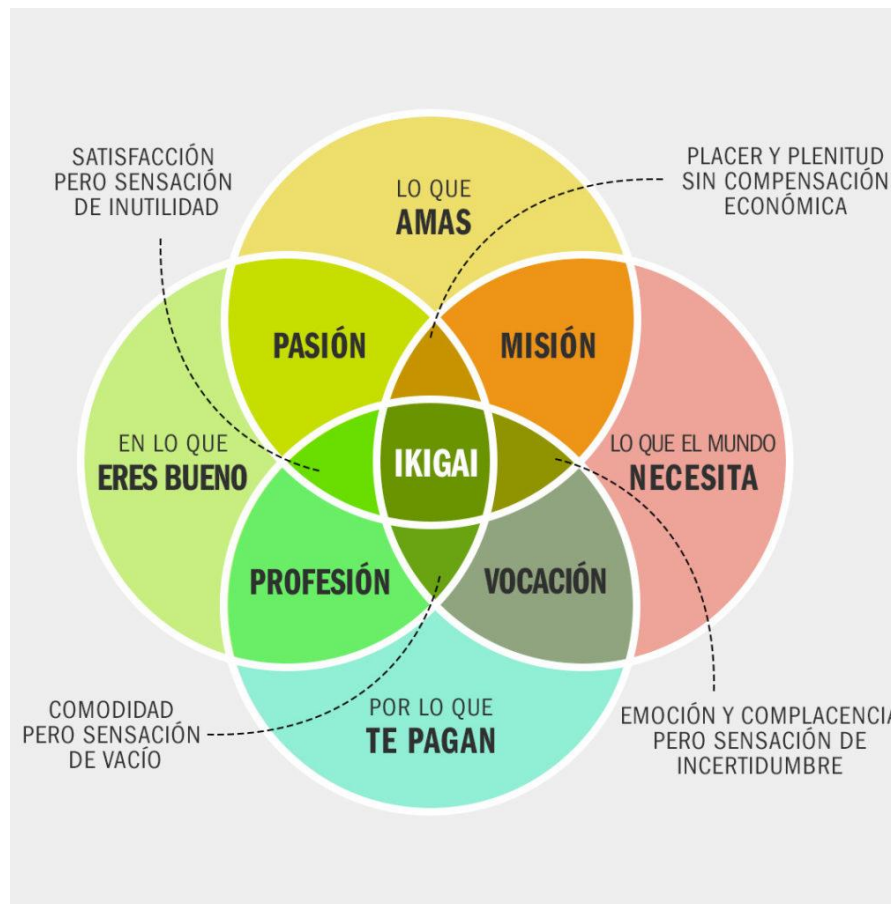 SATISFACCIÓN
PERO SENSACIÓN
DE INUTILIDAD
LO QUE
AMAS
PLACER Y PLENITUD
SIN COMPENSACIÓN
ECONÓMICA
PASIÓN
MISIÓN
EN LO QUE
ERES BUENO
IKIGAI
LO QUE EL MUNDO
NECESITA
PROFESIÓN
VOCACIÓN
COMODIDAD
PERO SENSACIÓN
DE VACÍO
POR LO QUE
TE PAGAN
EMOCIÓN Y COMPLACENCIA
PERO SENSACIÓN DE
INCERTIDUMBRE